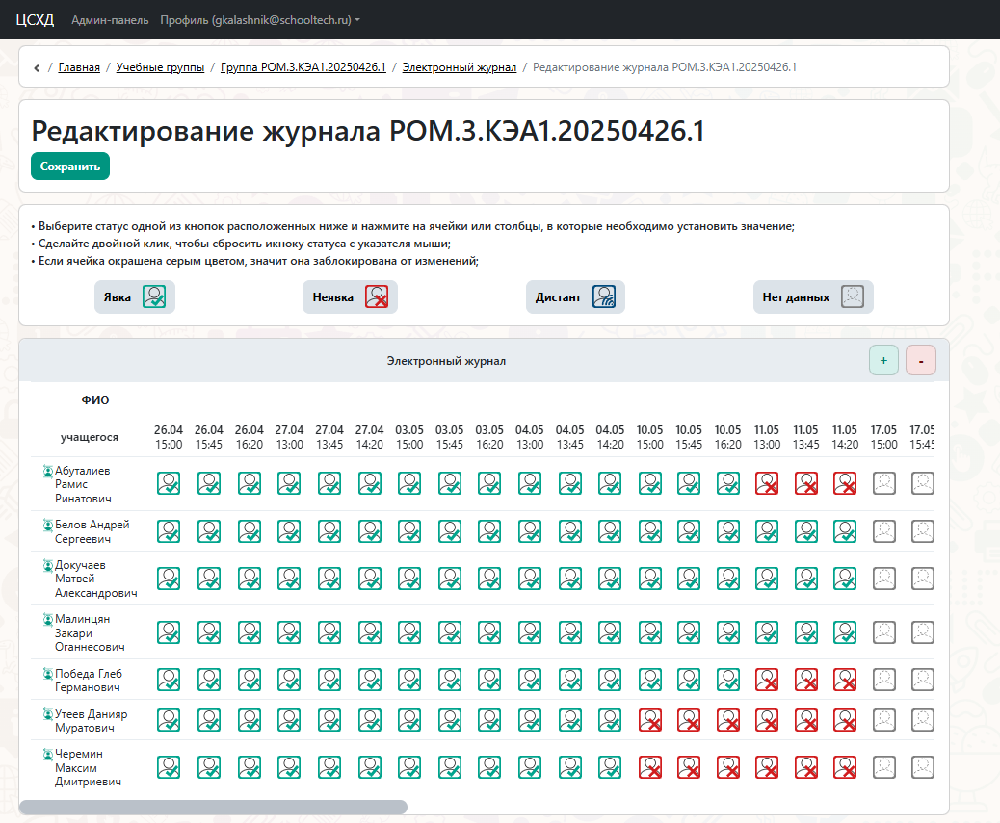 ЦСХД Админ-панель Профиль (gkalashnik@schooltech.ru)
/ Главная / Учебные группы / Группа РОМ.3.КЭА1.20250426.1 / Электронный журнал / Редактирование журнала РОМ.3.КЭА1.20250426.1
Редактирование журнала РОМ.3.КЭА1.20250426.1
Сохранить
• Выберите статус одной из кнопок расположенных ниже и нажмите на ячейки или столбцы, в которые необходимо установить значение;
• Сделайте двойной клик, чтобы сбросить икноку статуса с указателя мыши;
• Если ячейка окрашена серым цветом, значит она заблокирована от изменений;
Явка Неявка Дистант Нет данных
Электронный журнал + -
ФИО
учащегося
26.04 26.04 26.04 27.04 27.04 27.04 03.05 03.05 03.05 04.05 04.05 04.05 10.05 10.05 10.05 11.05 11.05 11.05 17.05 17.05
15:00 15:45 16:20 13:00 13:45 14:20 15:00 15:45 16:20 13:00 13:45 14:20 15:00 15:45 16:20 13:00 13:45 14:20 15:00 15:45
Абуталиев
Рамис
Ринатович
Белов Андрей
Сергеевич
Докучаев
Матвей
Александрович
Малинцян
Закари
Оганнесович
Победа Глеб
Германович
Утеев Данияр
Муратович
Черемин
Максим
Дмитриевич